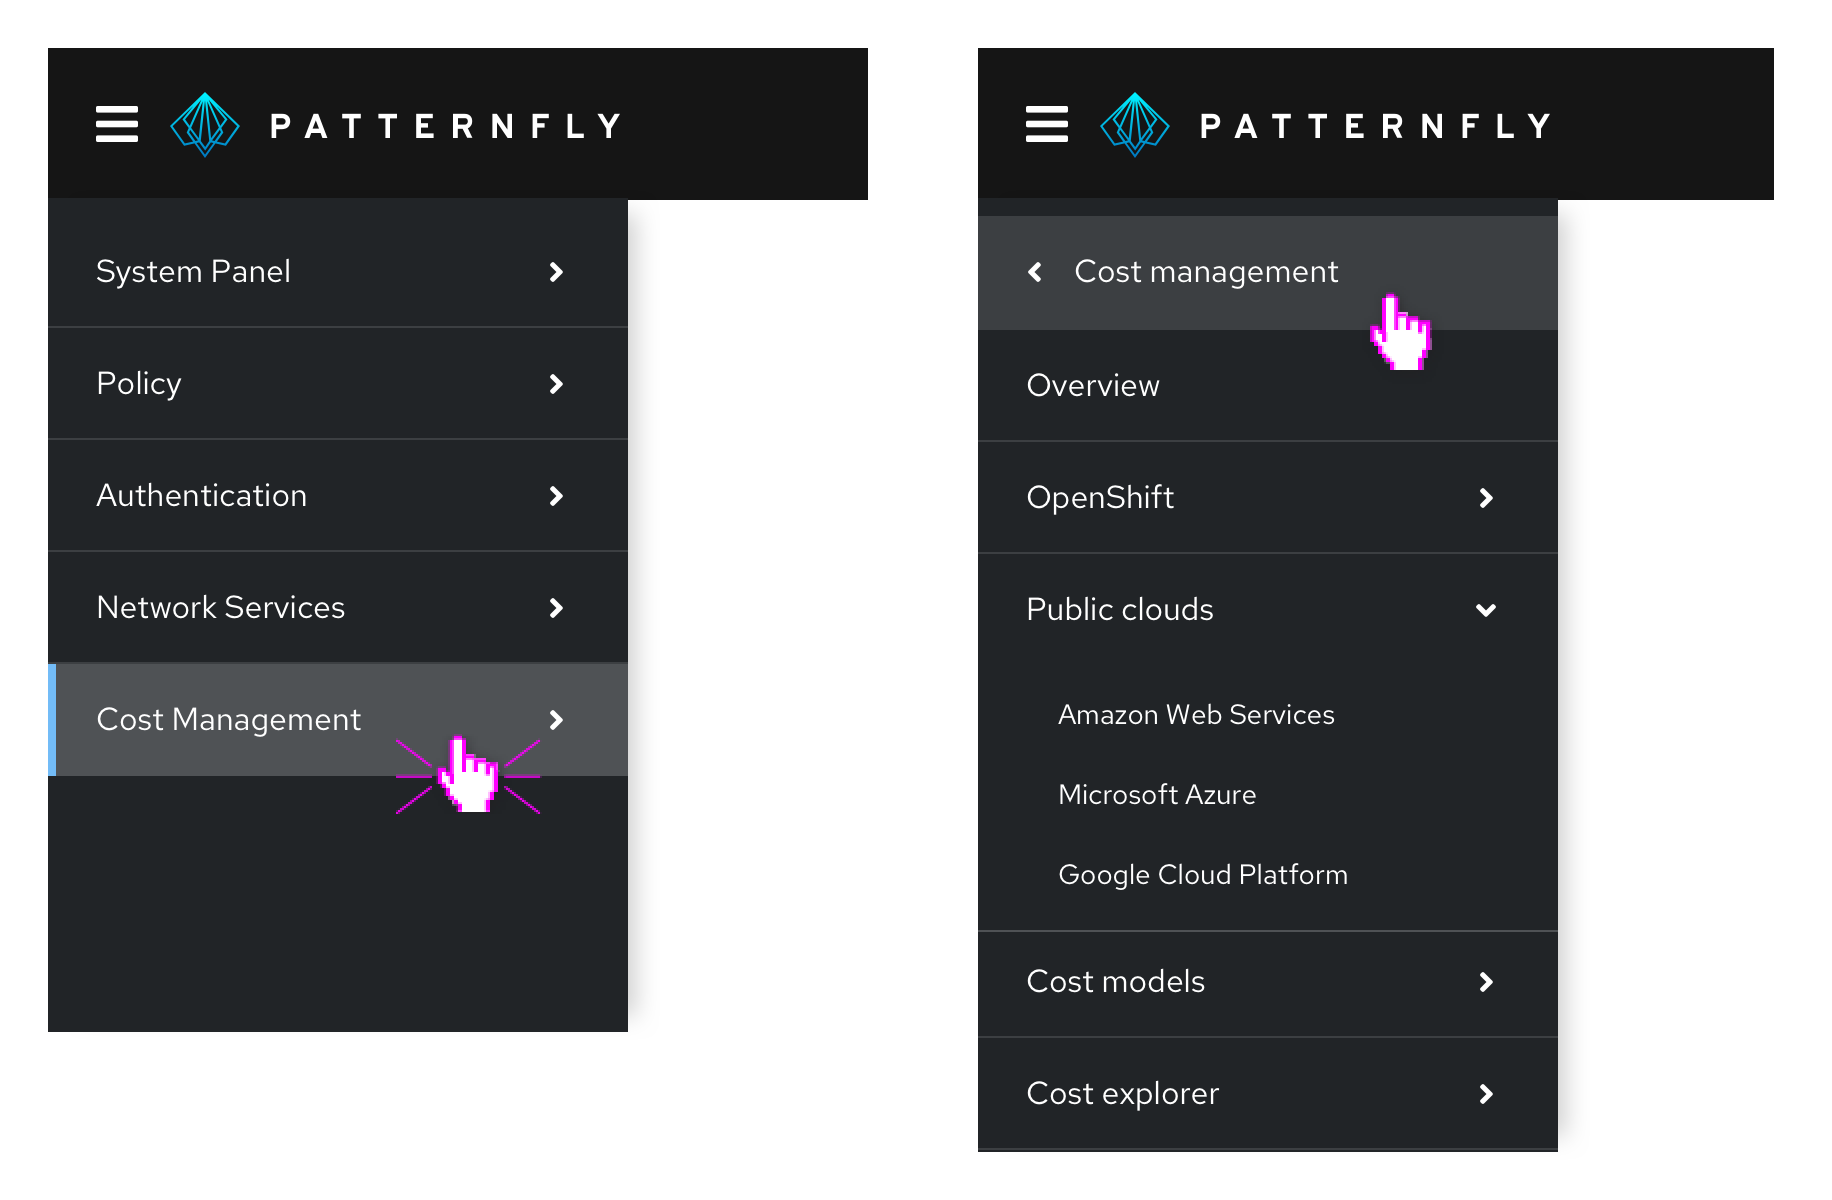 PATTERNFLY
System Panel
Policy
Authentication
Network Services
Cost Management
PATTERNFLY
Cost management
Overview
OpenShift
Public clouds
Amazon Web Services
Microsoft Azure
Google Cloud Platform
Cost models
Cost explorer